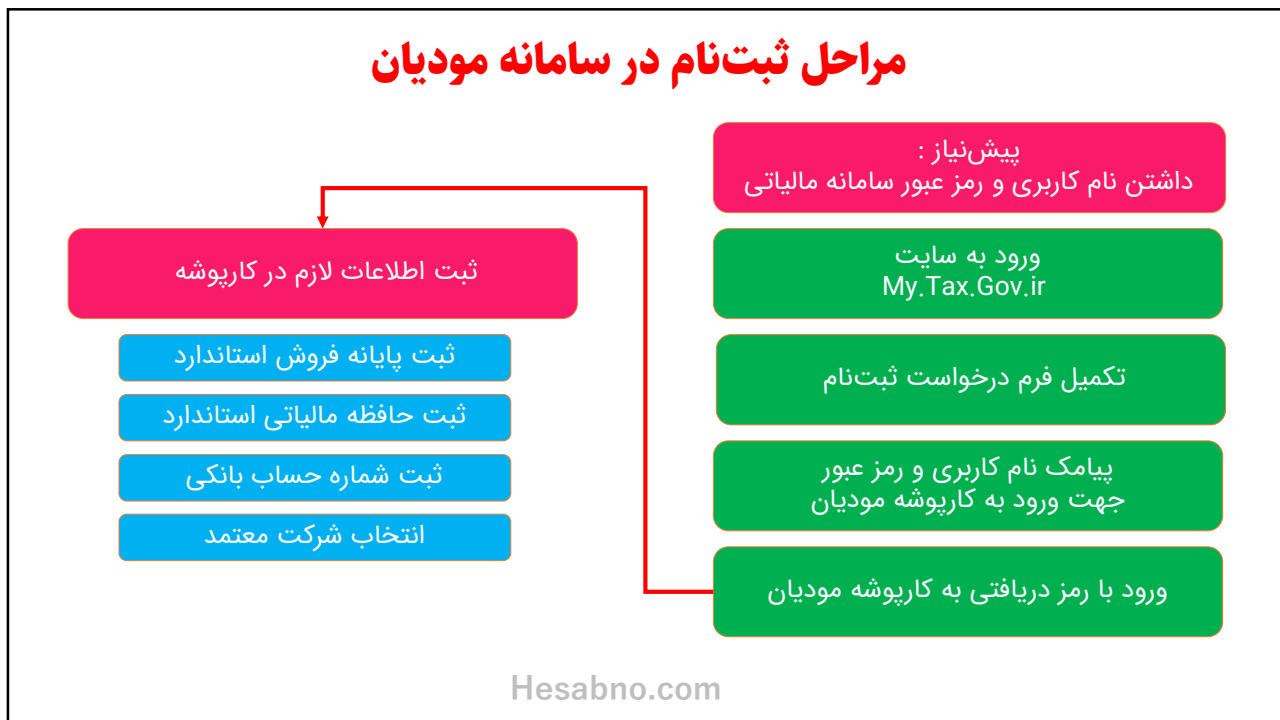 مراحل ثبت‌نام در سامانه مودیان
پیش‌نیاز :
داشتن نام کاربری و رمز عبور سامانه مالیاتی
ورود به سایت
My.Tax.Gov.ir
تکمیل فرم درخواست ثبت‌نام
پیامک نام کاربری و رمز عبور
جهت ورود به کارپوشه مودیان
ورود با رمز دریافتی به کارپوشه مودیان
ثبت اطلاعات لازم در کارپوشه
ثبت پایانه فروش استاندارد
ثبت حافظه مالیاتی استاندارد
ثبت شماره حساب بانکی
انتخاب شرکت معتمد
Hesabno.com